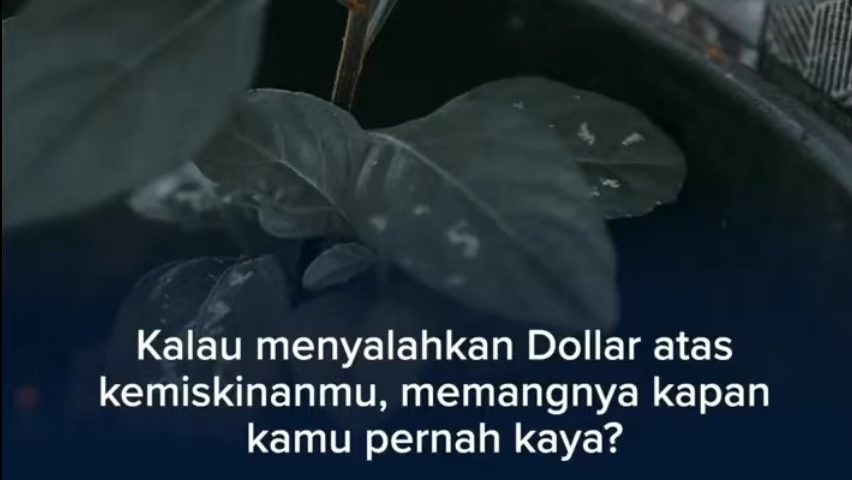 Kalau menyalahkan Dollar atas
kemiskinanmu, memangnya kapan
kamu pernah kaya?